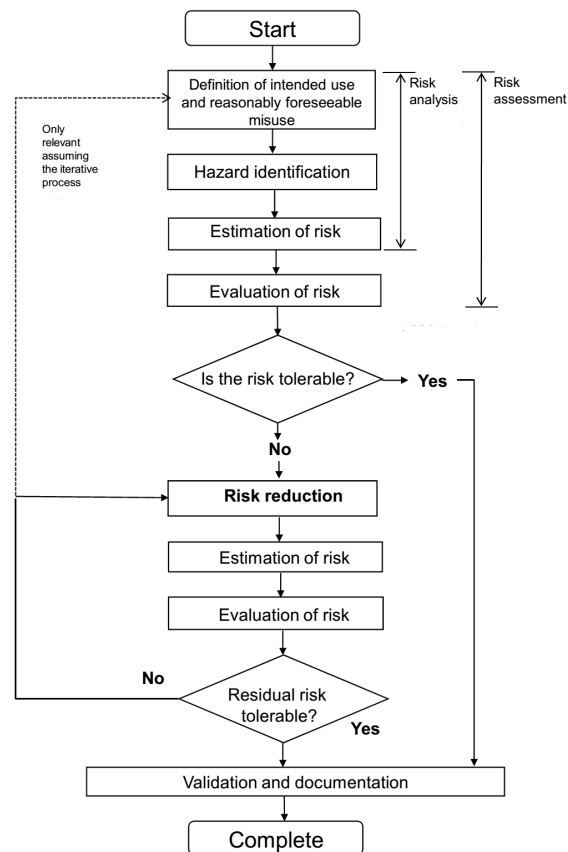 Start
Definition of intended use
and reasonably foreseeable
misuse
Risk
analysis
Risk
assessment
Only
relevant
assuming
the iterative
process
Hazard identification
Estimation of risk
Evaluation of risk
Is the risk tolerable?
Yes
No
Risk reduction
Estimation of risk
Evaluation of risk
No
Residual risk
tolerable?
Yes
Validation and documentation
Complete